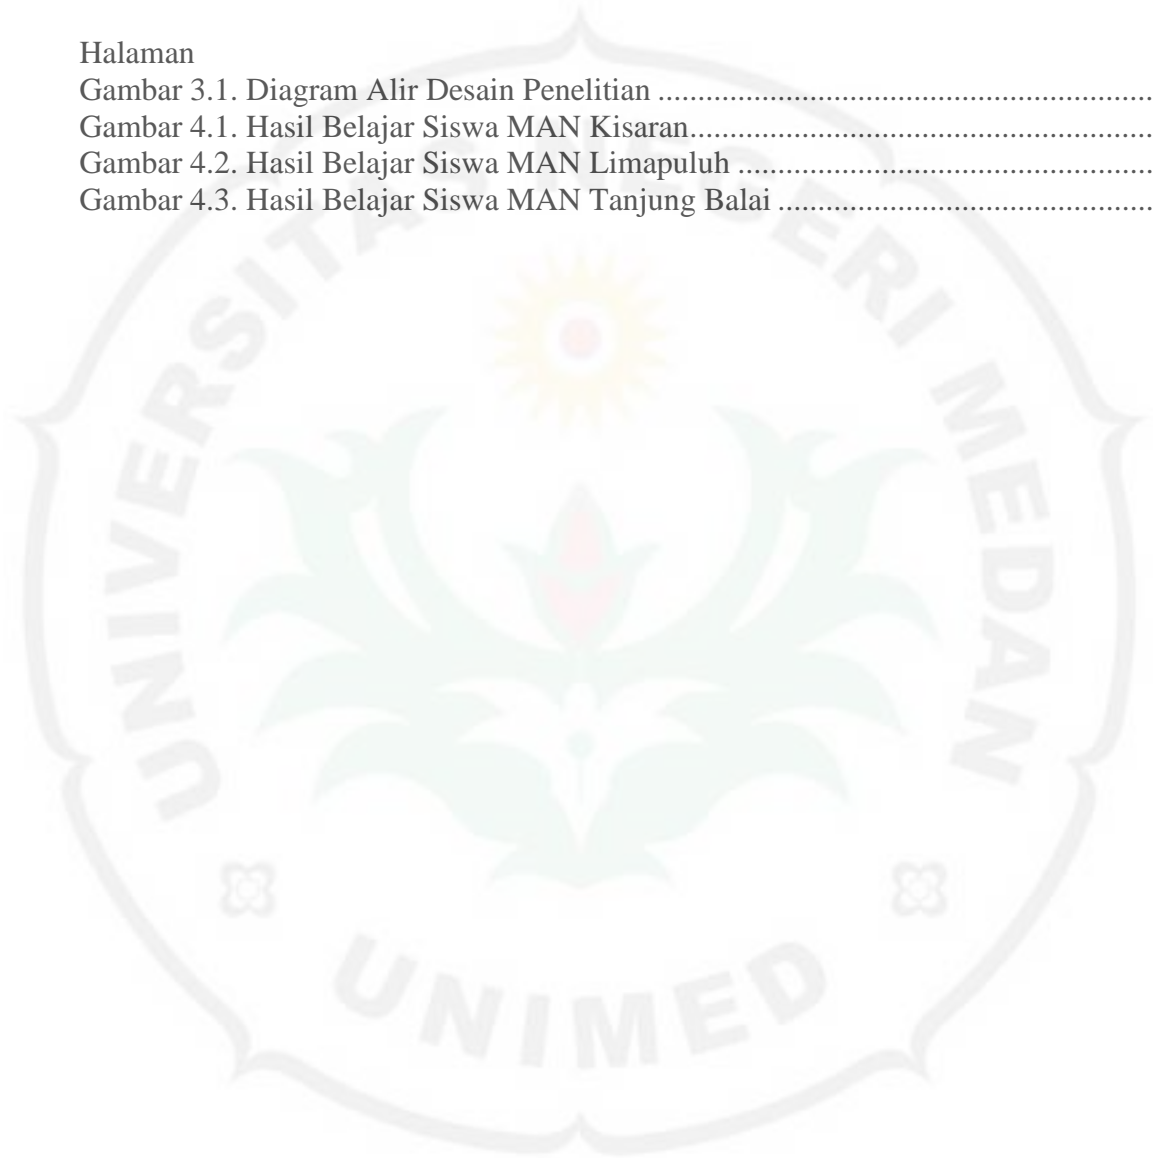 Halaman
Gambar 3.1. Diagram Alir Desain Penelitian ....................................................
Gambar 4.1. Hasil Belajar Siswa MAN Kisaran.................................................
Gambar 4.2. Hasil Belajar Siswa MAN Limapuluh ............................................
Gambar 4.3. Hasil Belajar Siswa MAN Tanjung Balai ........................................
UNIVERSITAS NEGERI MEDAN
UNIMED